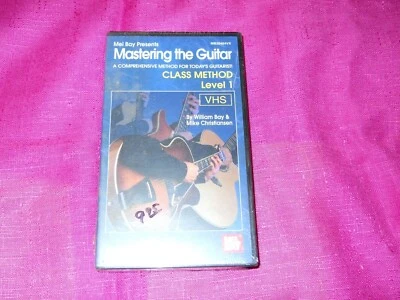 Mel Bay Presents
Mastering the Guitar
A COMPREHENSIVE METHOD FOR TODAY'S GUITARIST!
CLASS METHOD
Level 1
VHS
By William Bay &
Mike Christiansen